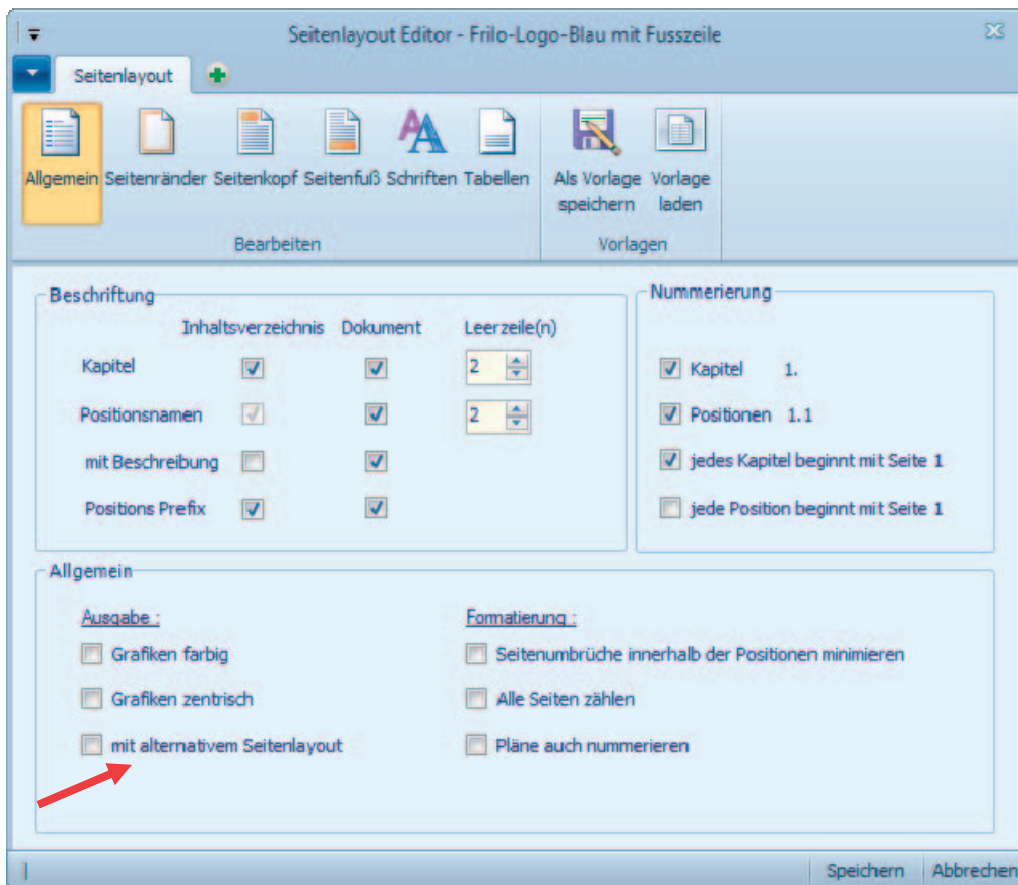 Seitenlayout Editor - Frilo-Logo-Blau mit Fusszeile
Seitenlayout
Allgemein Seitenränder Seitenkopf Seitenfuß Schriften Tabellen
Als Vorlage speichern
Vorlage laden
Bearbeiten
Vorlagen
Beschriftung
Inhaltsverzeichnis Dokument Leerzeile(n)
Kapitel 2
Positionsnamen 2
mit Beschreibung
Positions Prefix
Nummerierung
Kapitel 1.
Positionen 1.1
jedes Kapitel beginnt mit Seite 1
jede Position beginnt mit Seite 1
Allgemein
Ausgabe :
Grafiken farbig
Grafiken zentrisch
mit alternativem Seitenlayout
Formatierung :
Seitenumbrüche innerhalb der Positionen minimieren
Alle Seiten zählen
Pläne auch nummerieren
Speichern Abbrechen